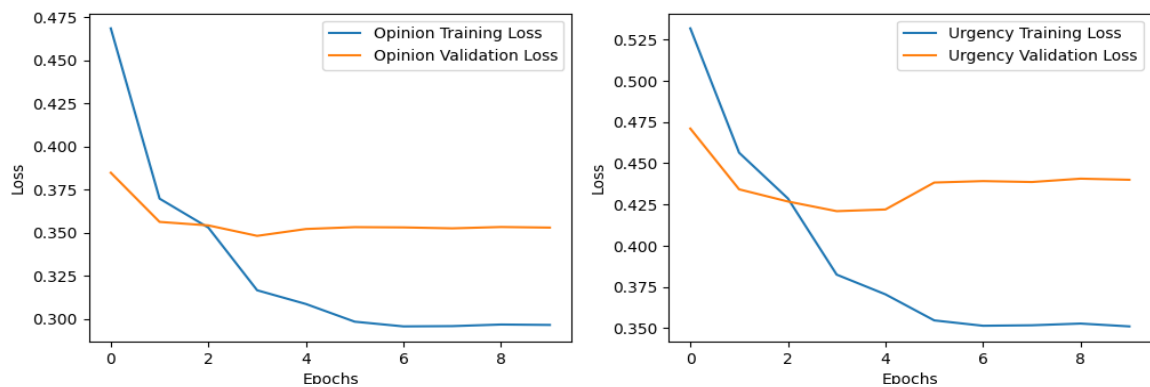 0.475
0.450
0.425
0.400
0.375
0.350
0.325
0.300
Loss
Opinion Training Loss
Opinion Validation Loss
0 2 4 6 8
Epochs
0.525
0.500
0.475
0.450
0.425
0.400
0.375
0.350
Loss
Urgency Training Loss
Urgency Validation Loss
0 2 4 6 8
Epochs